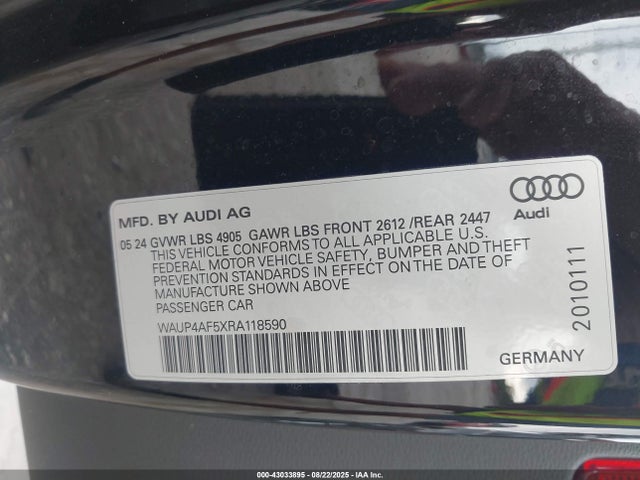 MFD. BY AUDI AG
Audi
05 24 GVWR LBS 4905 GAWR LBS FRONT 2612 /REAR 2447
THIS VEHICLE CONFORMS TO ALL APPLICABLE U.S.
FEDERAL MOTOR VEHICLE SAFETY, BUMPER AND THEFT
PREVENTION STANDARDS IN EFFECT ON THE DATE OF
MANUFACTURE SHOWN ABOVE
PASSENGER CAR
WAUP4AF5XRA118590
2010111
GERMANY
000-43033895 - 08/22/2025 - IAA Inc.